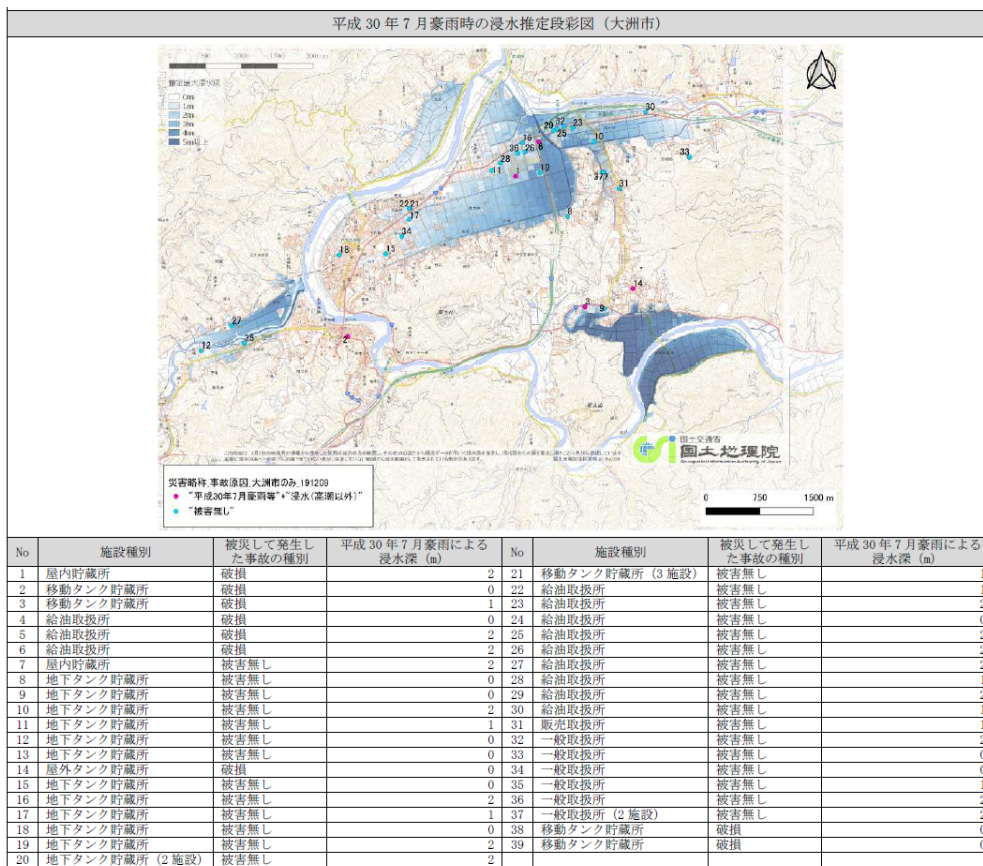 平成 30 年 7 月豪雨時の浸水推定段彩図（大洲市）
0m
1m
2m
3m
4m
5m以上
30
29
32
23
25
10
16
6
36
26
33
28
11
1
19
37
31
22
21
17
8
34
18
15
14
3
9
27
35
12
2
国土交通省
国土地理院
災害略称_事故原因_大洲市のみ_191209
"平成30年7月豪雨等"+"浸水(高潮以外)"
"被害無し"
0 750 1500 m
No 施設種別 被災して発生した事故の種別 平成 30 年 7 月豪雨による浸水深（m） No 施設種別 被災して発生した事故の種別 平成 30 年 7 月豪雨による浸水深（m）
1 屋内貯蔵所 破損 2 21 移動タンク貯蔵所（3 施設） 被害無し 1
2 移動タンク貯蔵所 破損 0 22 給油取扱所 被害無し 1
3 移動タンク貯蔵所 破損 1 23 給油取扱所 被害無し 2
4 給油取扱所 破損 0 24 給油取扱所 被害無し 0
5 給油取扱所 破損 2 25 給油取扱所 被害無し 2
6 給油取扱所 破損 2 26 給油取扱所 被害無し 2
7 屋内貯蔵所 被害無し 2 27 給油取扱所 被害無し 2
8 地下タンク貯蔵所 被害無し 0 28 給油取扱所 被害無し 1
9 地下タンク貯蔵所 被害無し 0 29 給油取扱所 被害無し 2
10 地下タンク貯蔵所 被害無し 2 30 給油取扱所 被害無し 1
11 地下タンク貯蔵所 被害無し 1 31 販売取扱所 被害無し 1
12 地下タンク貯蔵所 被害無し 0 32 一般取扱所 被害無し 2
13 地下タンク貯蔵所 被害無し 0 33 一般取扱所 被害無し 0
14 屋外タンク貯蔵所 破損 0 34 一般取扱所 被害無し 0
15 地下タンク貯蔵所 被害無し 0 35 一般取扱所 被害無し 1
16 地下タンク貯蔵所 被害無し 2 36 一般取扱所 被害無し 2
17 地下タンク貯蔵所 被害無し 1 37 一般取扱所（2 施設） 被害無し 2
18 地下タンク貯蔵所 被害無し 0 38 移動タンク貯蔵所 破損 0
19 地下タンク貯蔵所 被害無し 2 39 移動タンク貯蔵所 破損 0
20 地下タンク貯蔵所（2 施設） 被害無し 2